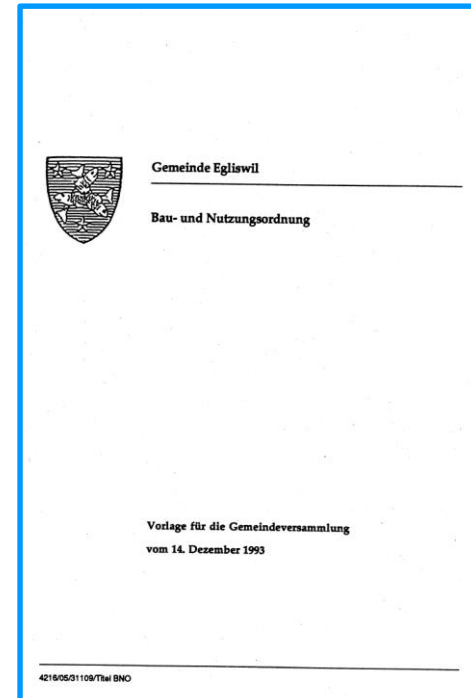 Gemeinde Egliswil
Bau- und Nutzungsordnung
Vorlage für die Gemeindeversammlung
vom 14. Dezember 1993
4216/05/31109/Titel BNO